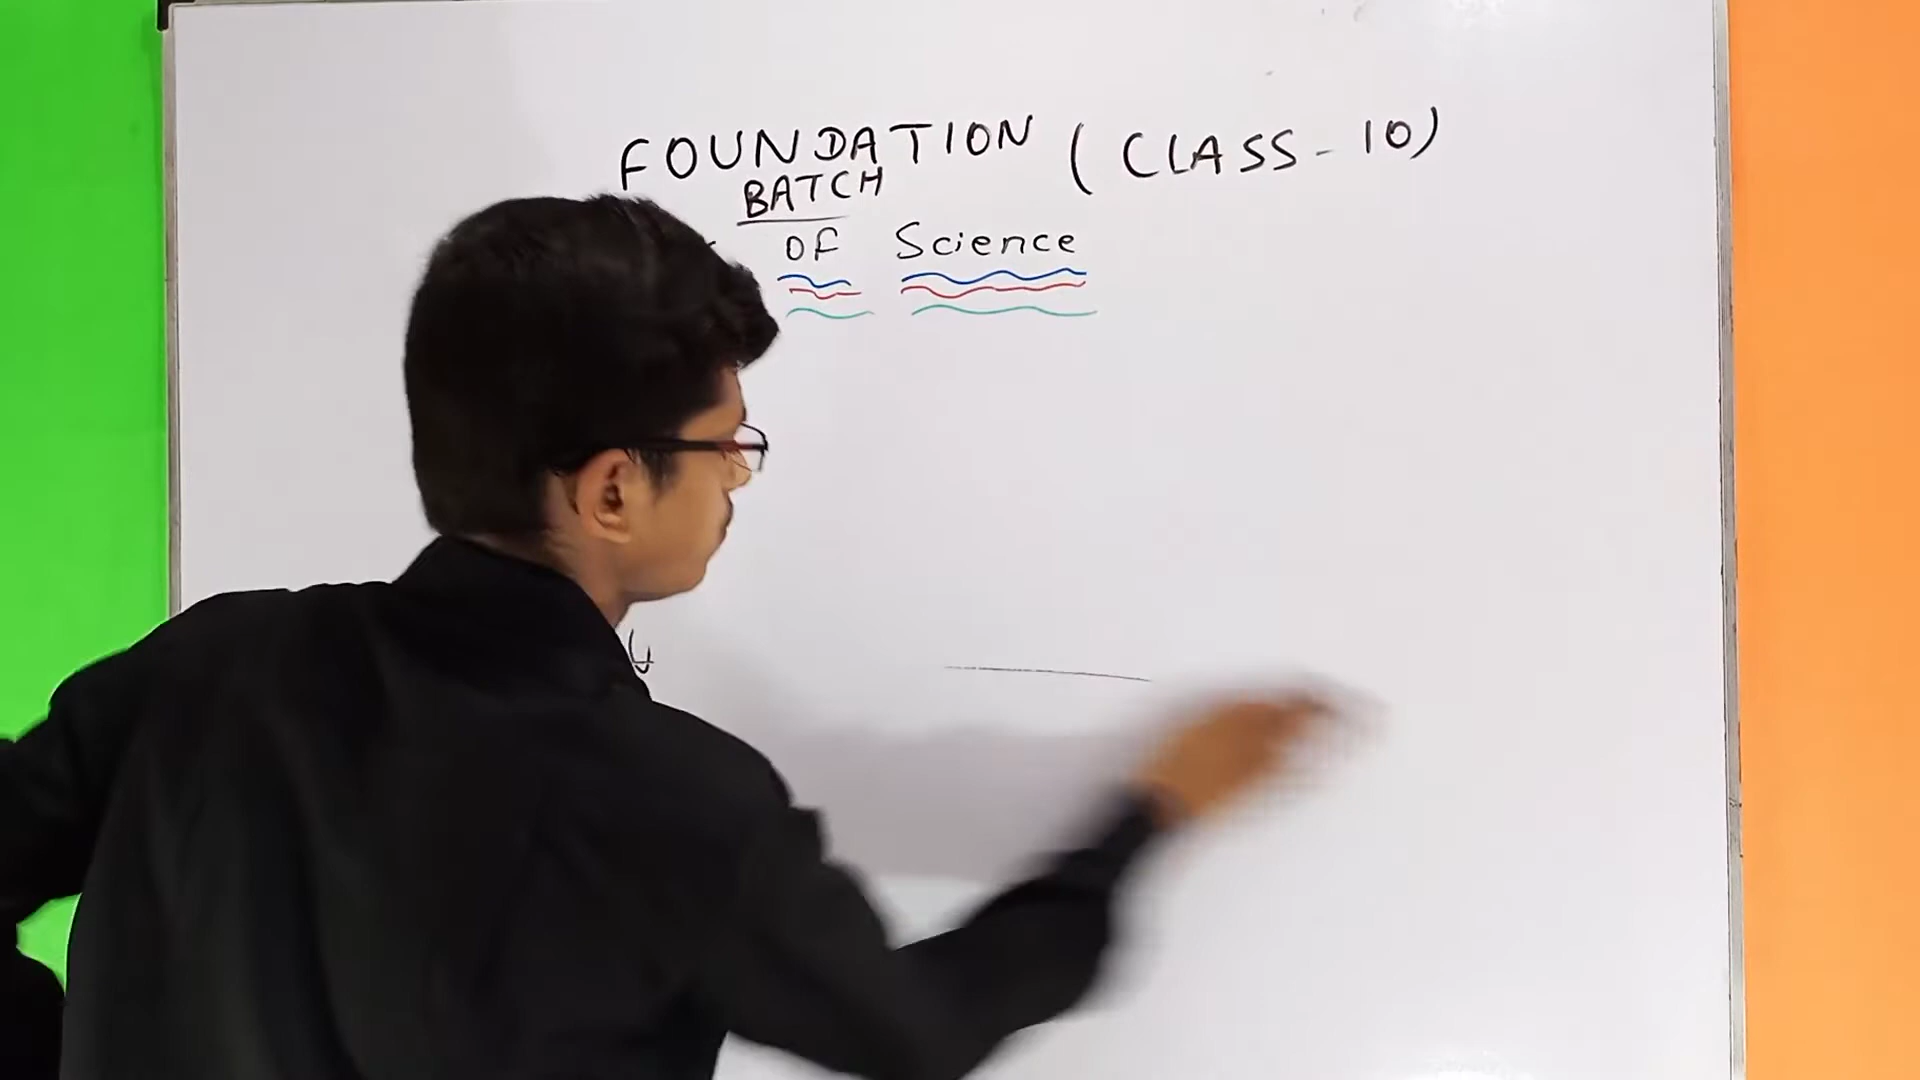 FOUNDATION (CLASS - 10)
BATCH
OF Science